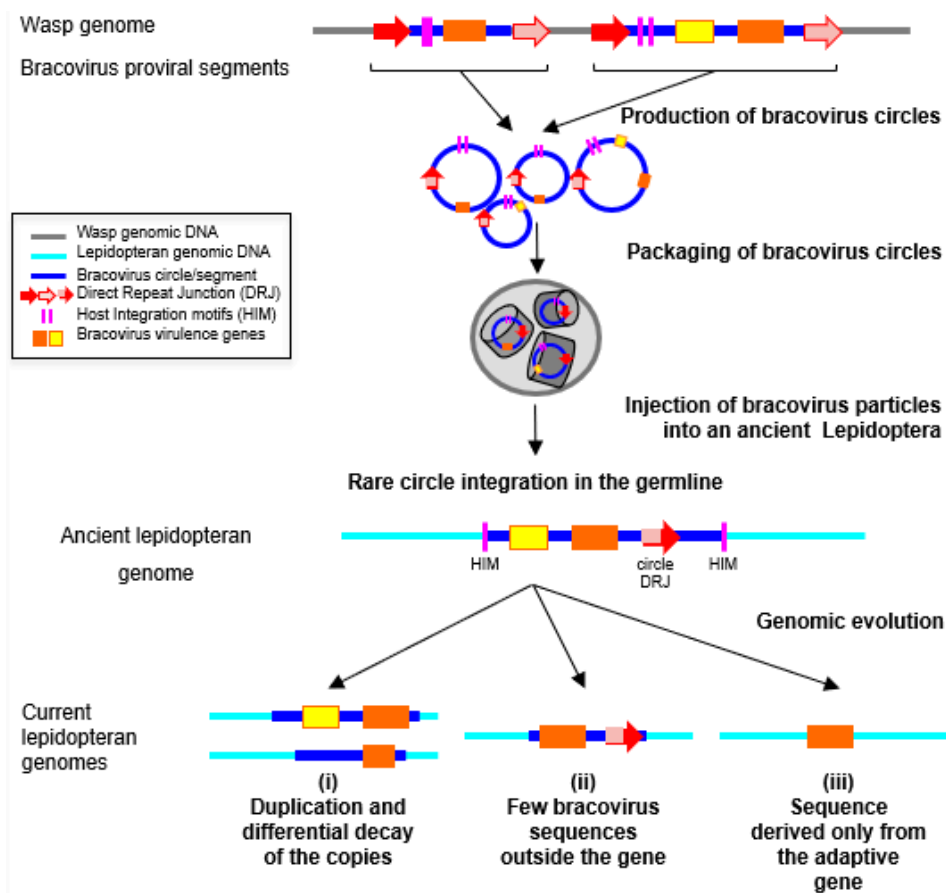 Wasp genome
Bracovirus proviral segments
Production of bracovirus circles
Wasp genomic DNA
Lepidopteran genomic DNA
Bracovirus circle/segment
Direct Repeat Junction (DRJ)
Host Integration motifs (HIM)
Bracovirus virulence genes
Packaging of bracovirus circles
Injection of bracovirus particles
into an ancient Lepidoptera
Rare circle integration in the germline
Ancient lepidopteran
genome
HIM
circle
DRJ
HIM
Genomic evolution
Current
lepidopteran
genomes
(i)
Duplication and
differential decay
of the copies
(ii)
Few bracovirus
sequences
outside the gene
(iii)
Sequence
derived only from
the adaptive
gene